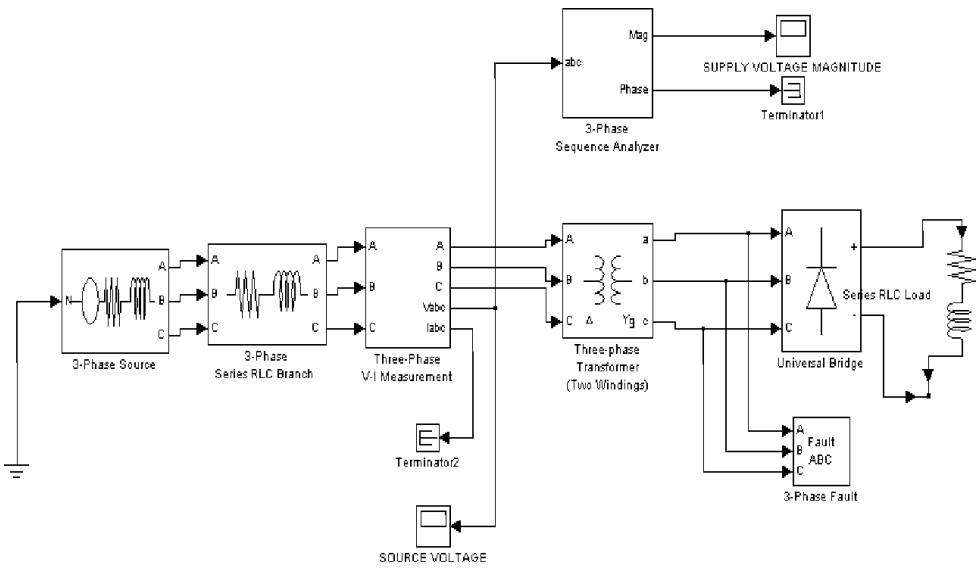 Mag
abc
Phase
SUPPLY VOLTAGE MAGNITUDE
Terminator1
3-Phase
Sequence Analyzer
N
A
B
C
3-Phase Source
A
B
C
A
B
C
3-Phase
Series RLC Branch
A
B
C
A
B
C
Vabc
Iabc
Three-Phase
V-I Measurement
A
B
C
a
b
c
Δ
Yg
Three-phase
Transformer
(Two Windings)
A
B
C
+
-
Universal Bridge
Series RLC Load
Terminator2
SOURCE VOLTAGE
A
B
C
Fault
ABC
3-Phase Fault